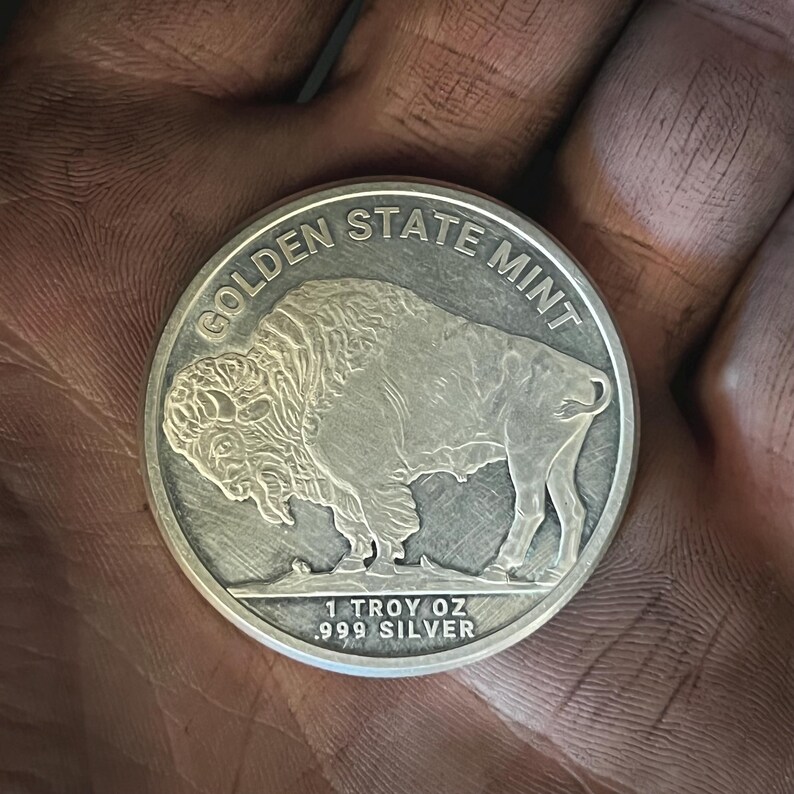 GOLDEN STATE MINT
1 TROY OZ
.999 SILVER